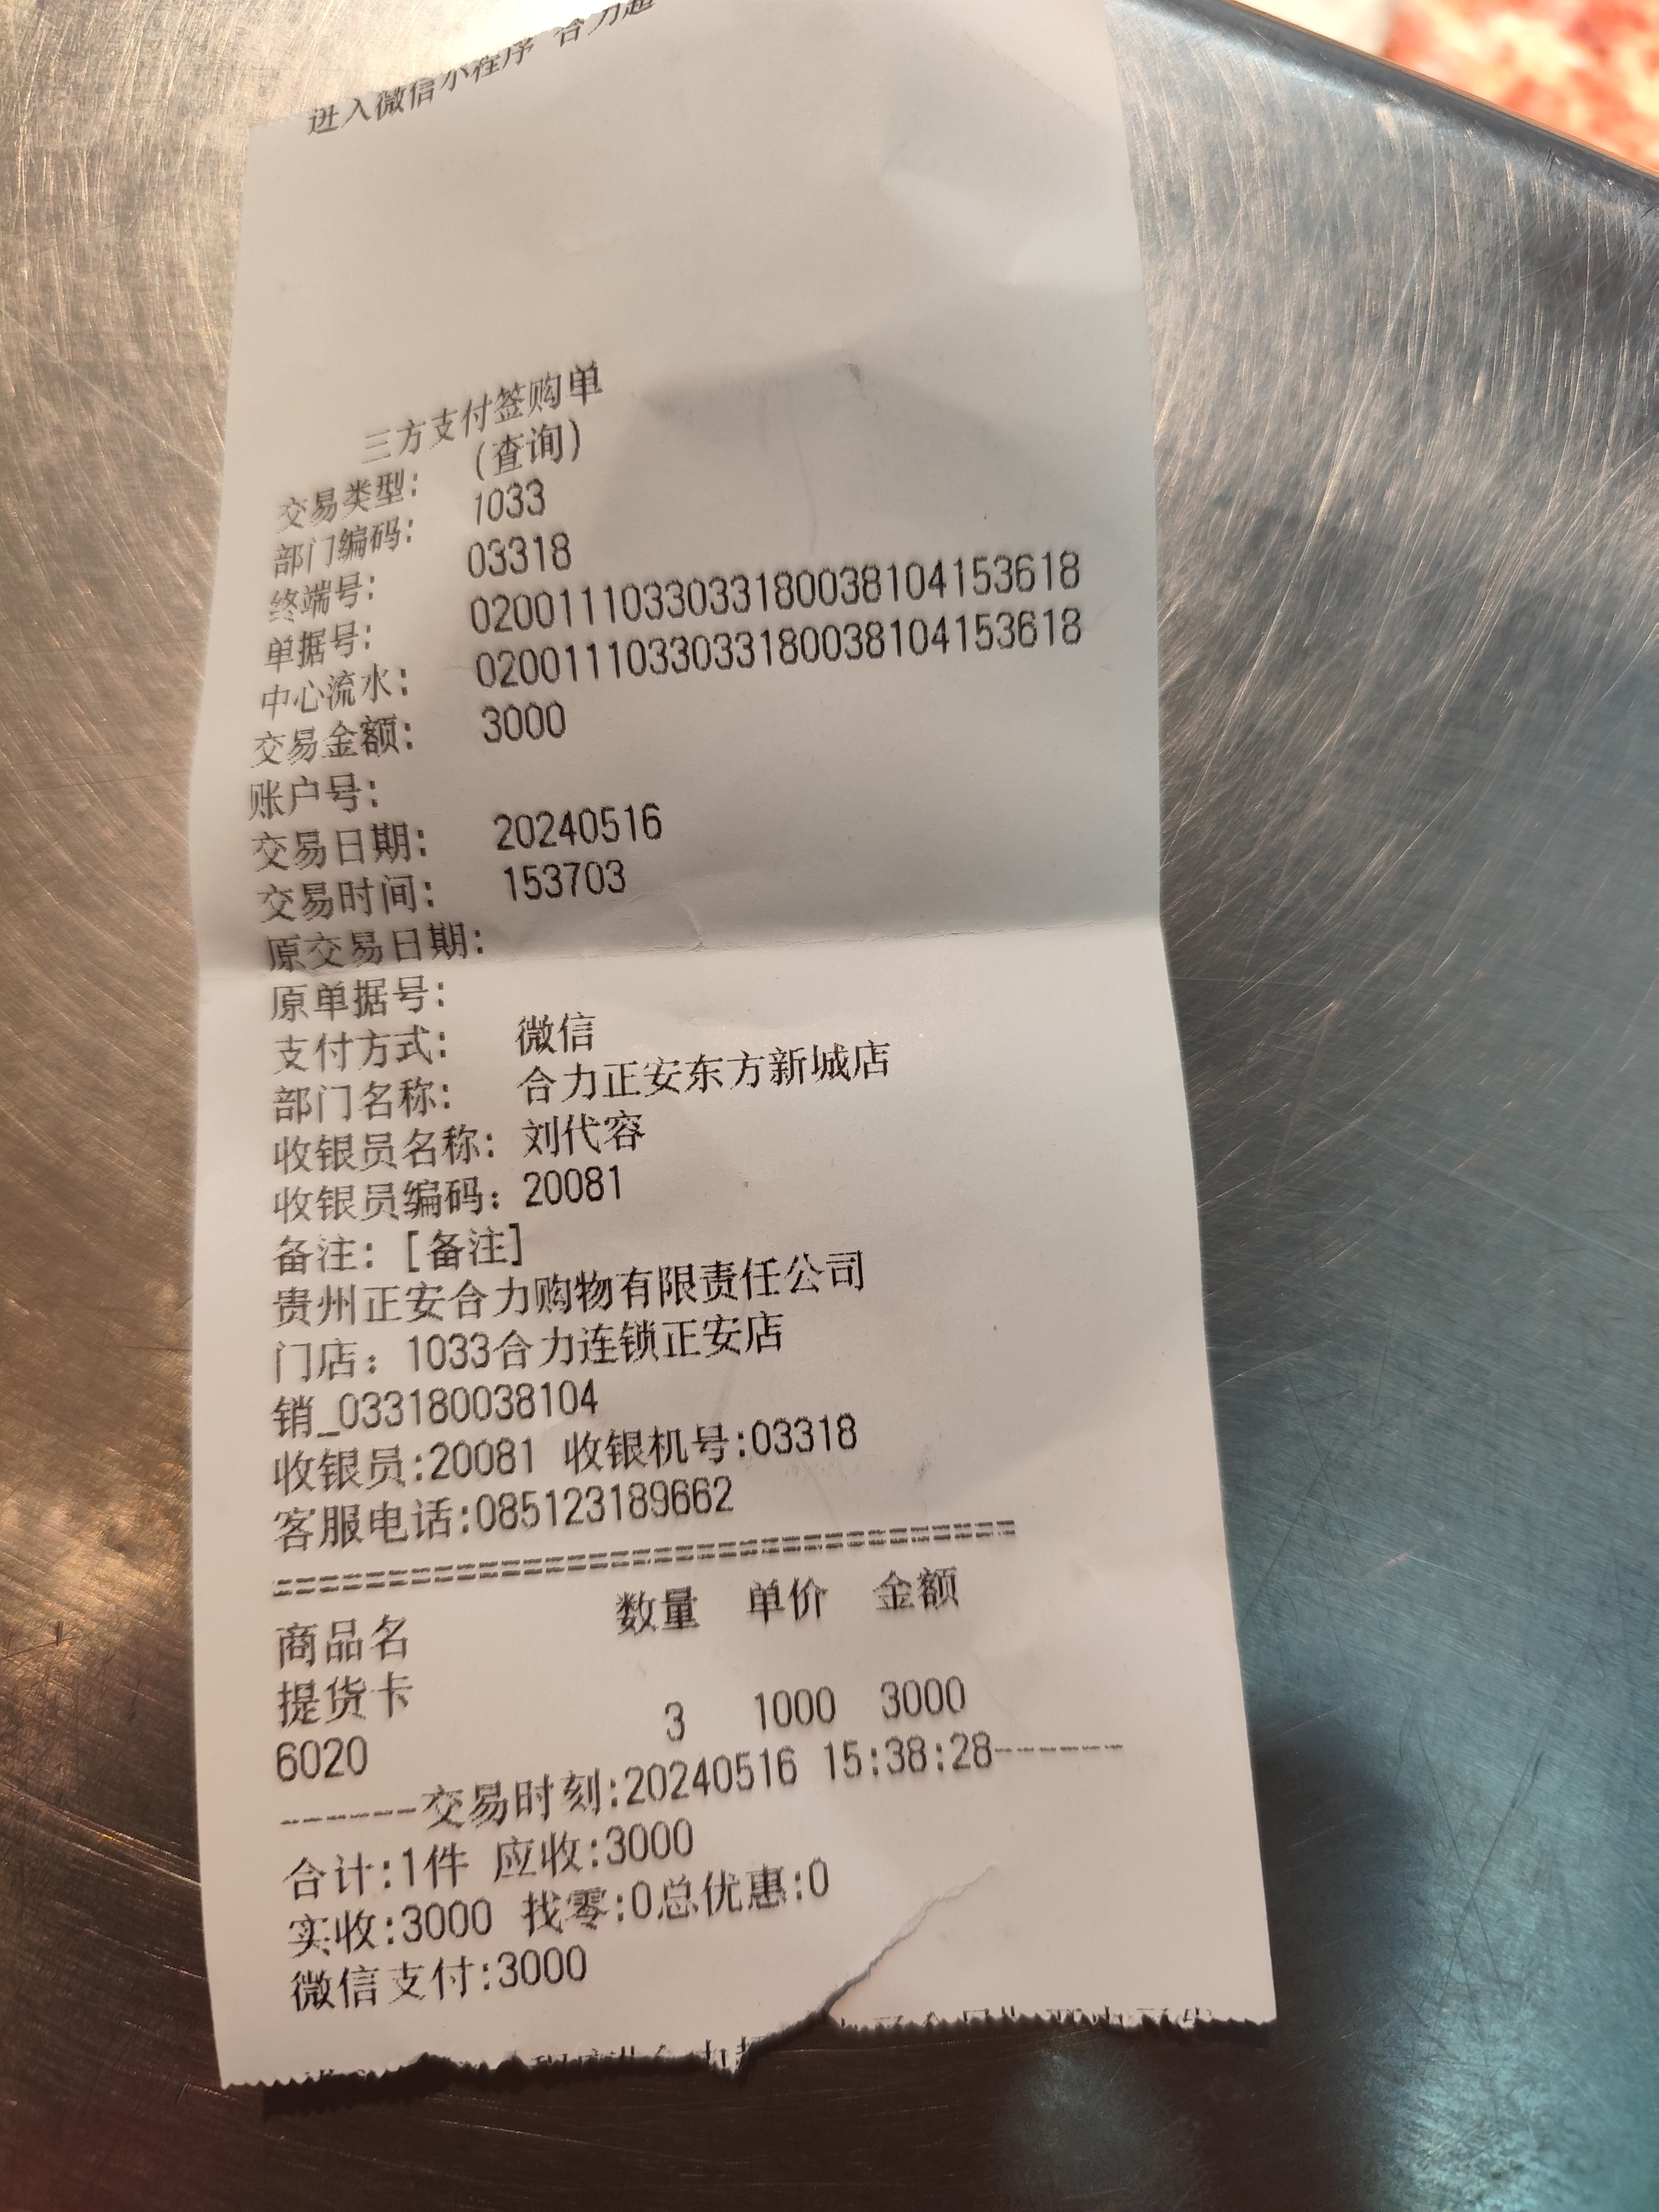 进入微信小程序 合力超
三方支付签购单
交易类型: (查询)
部门编码: 1033
终端号: 03318
单据号: 0200111033033180038104153618
中心流水: 0200111033033180038104153618
交易金额: 3000
账户号:
交易日期: 20240516
交易时间: 153703
原交易日期:
原单据号:
支付方式: 微信
部门名称: 合力正安东方新城店
收银员名称: 刘代容
收银员编码: 20081
备注: [备注]
贵州正安合力购物有限责任公司
门店: 1033合力连锁正安店
销_033180038104
收银员:20081 收银机号:03318
客服电话:085123189662
================================
商品名 数量 单价 金额
提货卡
6020 3 1000 3000
------交易时刻:20240516 15:38:28------
合计:1件 应收:3000
实收:3000 找零:0总优惠:0
微信支付:3000